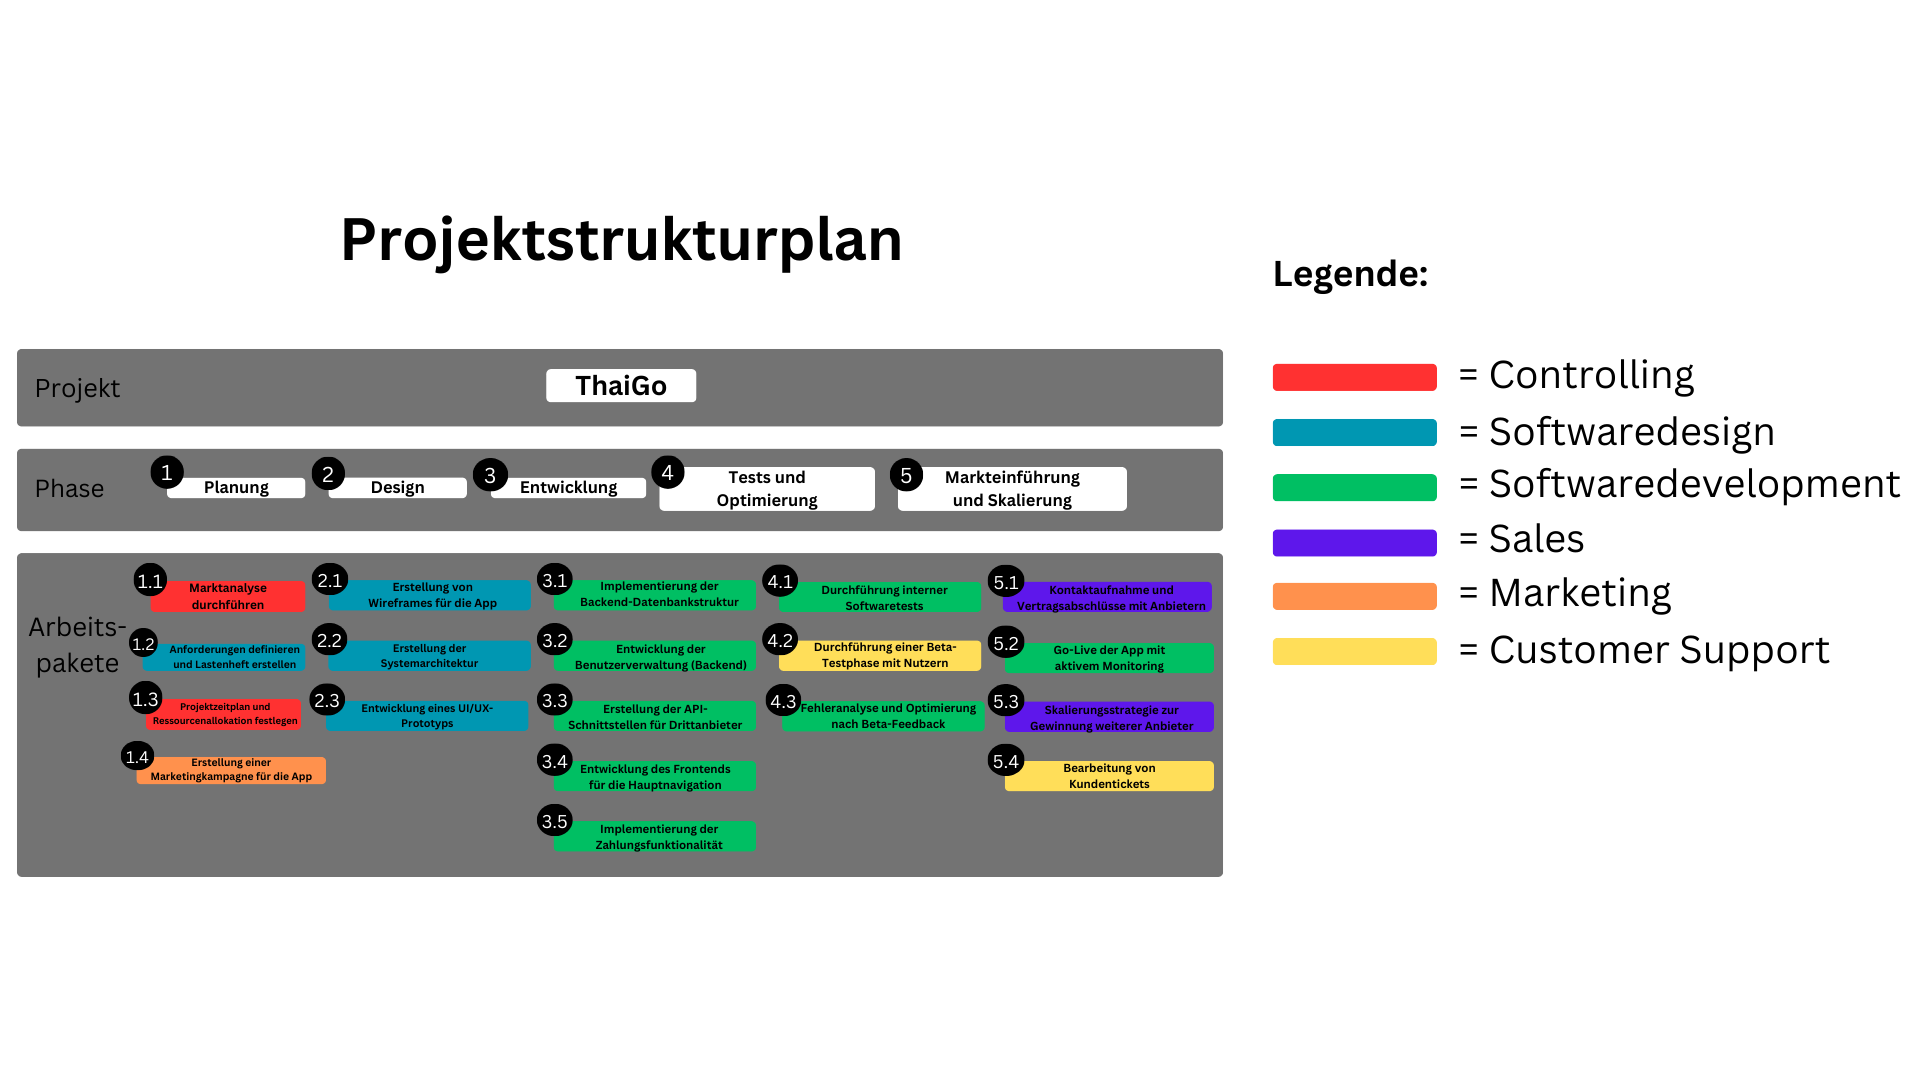 Projektstrukturplan
Projekt
ThaiGo
Phase
1
Planung
2
Design
3
Entwicklung
4
Tests und
Optimierung
5
Markteinführung
und Skalierung
Arbeits-
pakete
1.1
Marktanalyse
durchführen
1.2
Anforderungen definieren
und Lastenheft erstellen
1.3
Projektzeitplan und
Ressourcenallokation festlegen
1.4
Erstellung einer
Marketingkampagne für die App
2.1
Erstellung von
Wireframes für die App
2.2
Erstellung der
Systemarchitektur
2.3
Entwicklung eines UI/UX-
Prototyps
3.1
Implementierung der
Backend-Datenbankstruktur
3.2
Entwicklung der
Benutzerverwaltung (Backend)
3.3
Erstellung der API-
Schnittstellen für Drittanbieter
3.4
Entwicklung des Frontends
für die Hauptnavigation
3.5
Implementierung der
Zahlungsfunktionalität
4.1
Durchführung interner
Softwaretests
4.2
Durchführung einer Beta-
Testphase mit Nutzern
4.3
Fehleranalyse und Optimierung
nach Beta-Feedback
5.1
Kontaktaufnahme und
Vertragsabschlüsse mit Anbietern
5.2
Go-Live der App mit
aktivem Monitoring
5.3
Skalierungsstrategie zur
Gewinnung weiterer Anbieter
5.4
Bearbeitung von
Kundentickets
Legende:
= Controlling
= Softwaredesign
= Softwaredevelopment
= Sales
= Marketing
= Customer Support